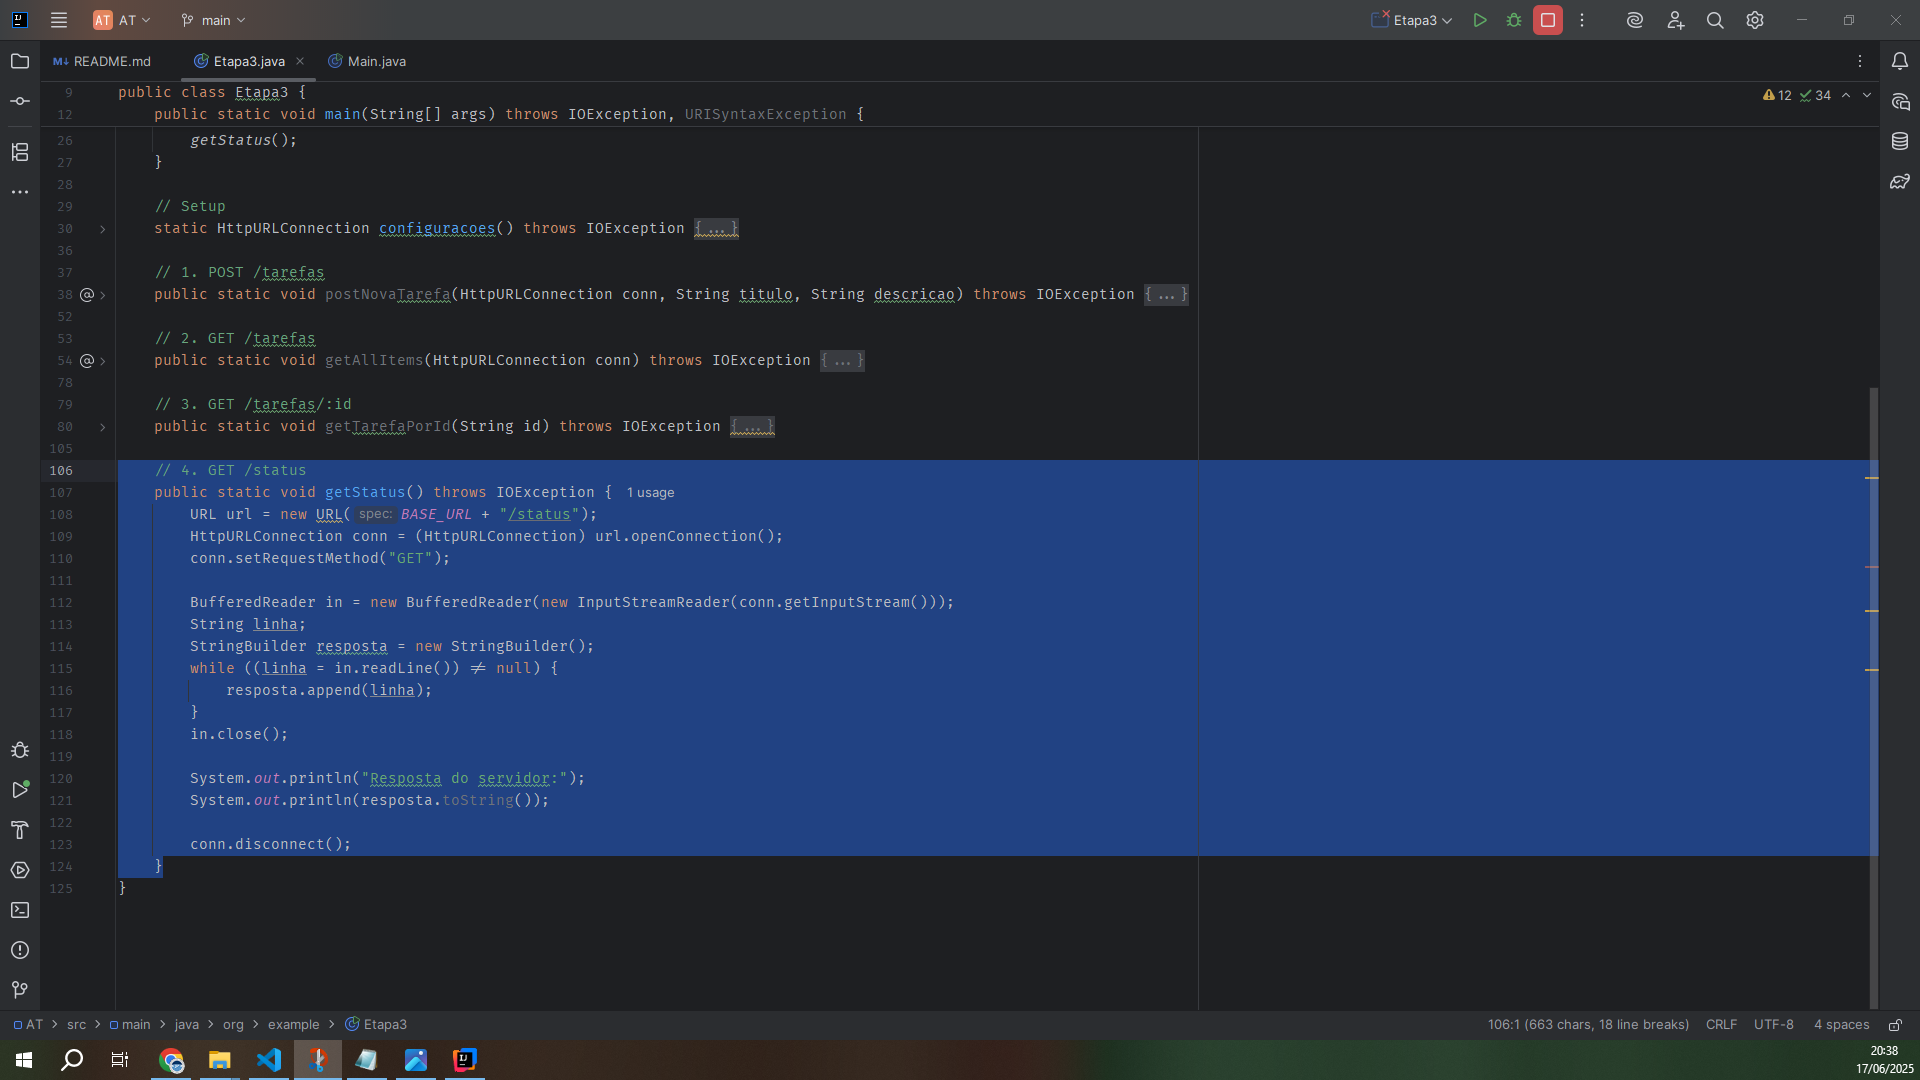 AT AT main Etapa3
README.md Etapa3.java Main.java
9 public class Etapa3 { 12 34
12 public static void main(String[] args) throws IOException, URISyntaxException {
26 getStatus();
27 }
28
29 // Setup
30 static HttpURLConnection configuracoes() throws IOException {...}
36
37 // 1. POST /tarefas
38 public static void postNovaTarefa(HttpURLConnection conn, String titulo, String descricao) throws IOException {...}
52
53 // 2. GET /tarefas
54 public static void getAllItems(HttpURLConnection conn) throws IOException {...}
78
79 // 3. GET /tarefas/:id
80 public static void getTarefaPorId(String id) throws IOException {...}
105
106 // 4. GET /status
107 public static void getStatus() throws IOException { 1 usage
108 URL url = new URL( spec: BASE_URL + "/status");
109 HttpURLConnection conn = (HttpURLConnection) url.openConnection();
110 conn.setRequestMethod("GET");
111
112 BufferedReader in = new BufferedReader(new InputStreamReader(conn.getInputStream()));
113 String linha;
114 StringBuilder resposta = new StringBuilder();
115 while ((linha = in.readLine()) ≠ null) {
116 resposta.append(linha);
117 }
118 in.close();
119
120 System.out.println("Resposta do servidor:");
121 System.out.println(resposta.toString());
122
123 conn.disconnect();
124 }
125 }
AT > src > main > java > org > example > Etapa3 106:1 (663 chars, 18 line breaks) CRLF UTF-8 4 spaces
20:38
17/06/2025